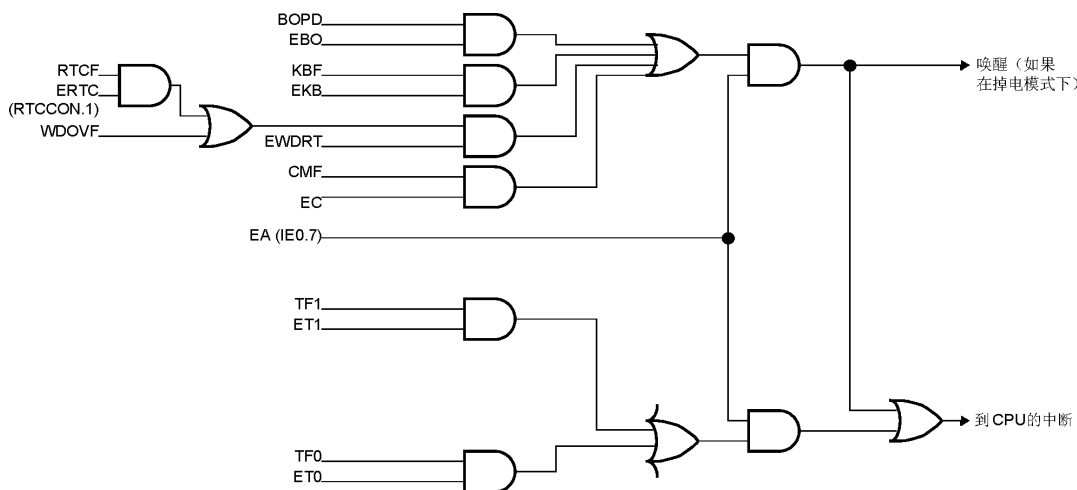 BOPD
EBO
KBF
EKB
RTCF
ERTC
(RTCCON.1)
WDOVF
EWDRT
CMF
EC
EA (IE0.7)
TF1
ET1
TF0
ET0
唤醒（如果
在掉电模式下）
到 CPU的中断